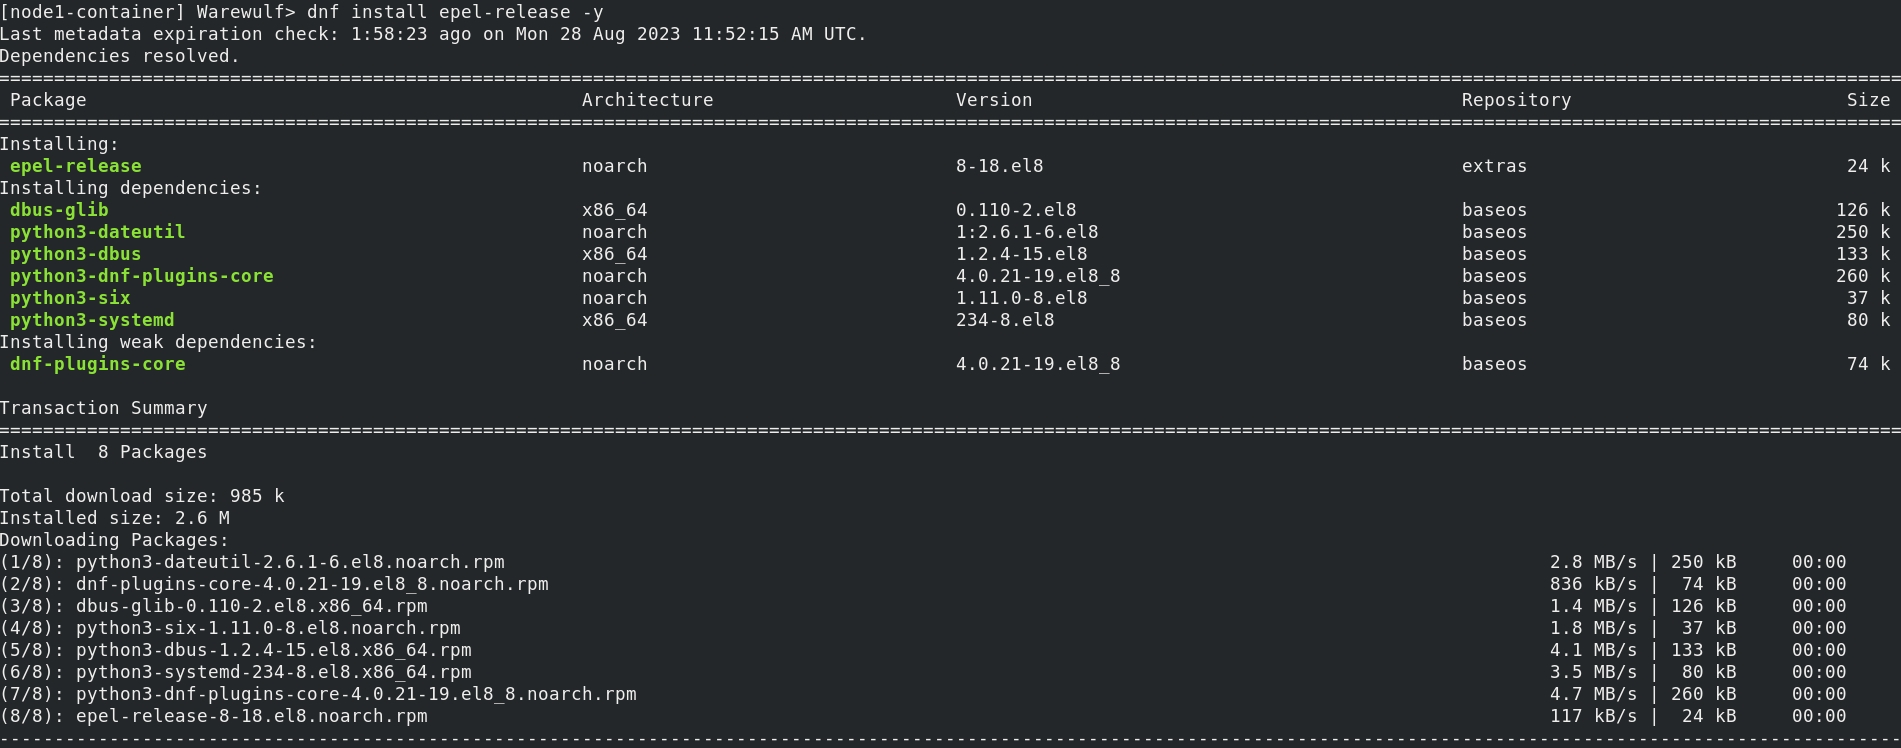 [node1-container] Warewulf> dnf install epel-release -y
Last metadata expiration check: 1:58:23 ago on Mon 28 Aug 2023 11:52:15 AM UTC.
Dependencies resolved.
================================================================================================================================================================================
Package Architecture Version Repository Size
================================================================================================================================================================================
Installing:
epel-release noarch 8-18.el8 extras 24 k
Installing dependencies:
dbus-glib x86_64 0.110-2.el8 baseos 126 k
python3-dateutil noarch 1:2.6.1-6.el8 baseos 250 k
python3-dbus x86_64 1.2.4-15.el8 baseos 133 k
python3-dnf-plugins-core noarch 4.0.21-19.el8_8 baseos 260 k
python3-six noarch 1.11.0-8.el8 baseos 37 k
python3-systemd x86_64 234-8.el8 baseos 80 k
Installing weak dependencies:
dnf-plugins-core noarch 4.0.21-19.el8_8 baseos 74 k
Transaction Summary
================================================================================================================================================================================
Install  8 Packages
Total download size: 985 k
Installed size: 2.6 M
Downloading Packages:
(1/8): python3-dateutil-2.6.1-6.el8.noarch.rpm 2.8 MB/s | 250 kB 00:00
(2/8): dnf-plugins-core-4.0.21-19.el8_8.noarch.rpm 836 kB/s | 74 kB 00:00
(3/8): dbus-glib-0.110-2.el8.x86_64.rpm 1.4 MB/s | 126 kB 00:00
(4/8): python3-six-1.11.0-8.el8.noarch.rpm 1.8 MB/s | 37 kB 00:00
(5/8): python3-dbus-1.2.4-15.el8.x86_64.rpm 4.1 MB/s | 133 kB 00:00
(6/8): python3-systemd-234-8.el8.x86_64.rpm 3.5 MB/s | 80 kB 00:00
(7/8): python3-dnf-plugins-core-4.0.21-19.el8_8.noarch.rpm 4.7 MB/s | 260 kB 00:00
(8/8): epel-release-8-18.el8.noarch.rpm 117 kB/s | 24 kB 00:00
--------------------------------------------------------------------------------------------------------------------------------------------------------------------------------